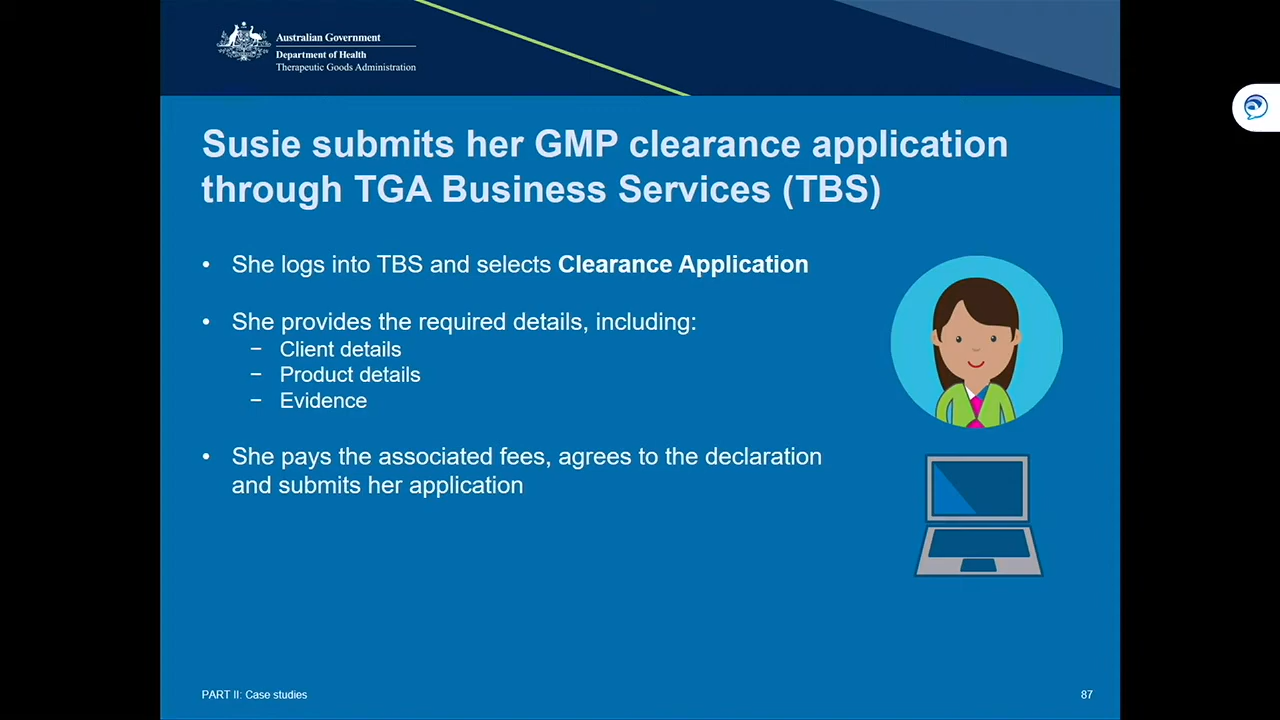 Australian Government
Department of Health
Therapeutic Goods Administration
Susie submits her GMP clearance application
through TGA Business Services (TBS)
• She logs into TBS and selects Clearance Application
• She provides the required details, including:
− Client details
− Product details
− Evidence
• She pays the associated fees, agrees to the declaration
and submits her application
PART II: Case studies
87